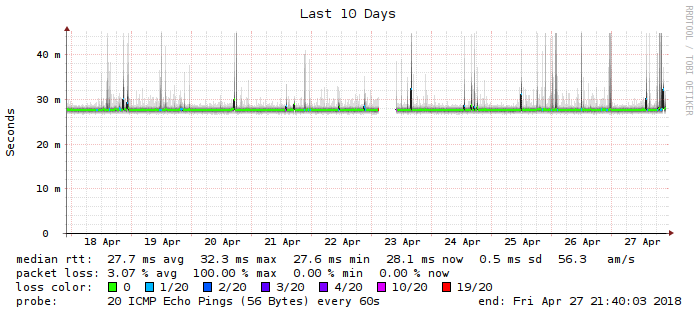 Last 10 Days
RRDTOOL / TOBI OETIKER
Seconds
40 m
30 m
20 m
10 m
0
18 Apr 19 Apr 20 Apr 21 Apr 22 Apr 23 Apr 24 Apr 25 Apr 26 Apr 27 Apr
median rtt: 27.7 ms avg 32.3 ms max 27.6 ms min 28.1 ms now 0.5 ms sd 56.3 am/s
packet loss: 3.07 % avg 100.00 % max 0.00 % min 0.00 % now
loss color: 0 1/20 2/20 3/20 4/20 10/20 19/20
probe: 20 ICMP Echo Pings (56 Bytes) every 60s end: Fri Apr 27 21:40:03 2018